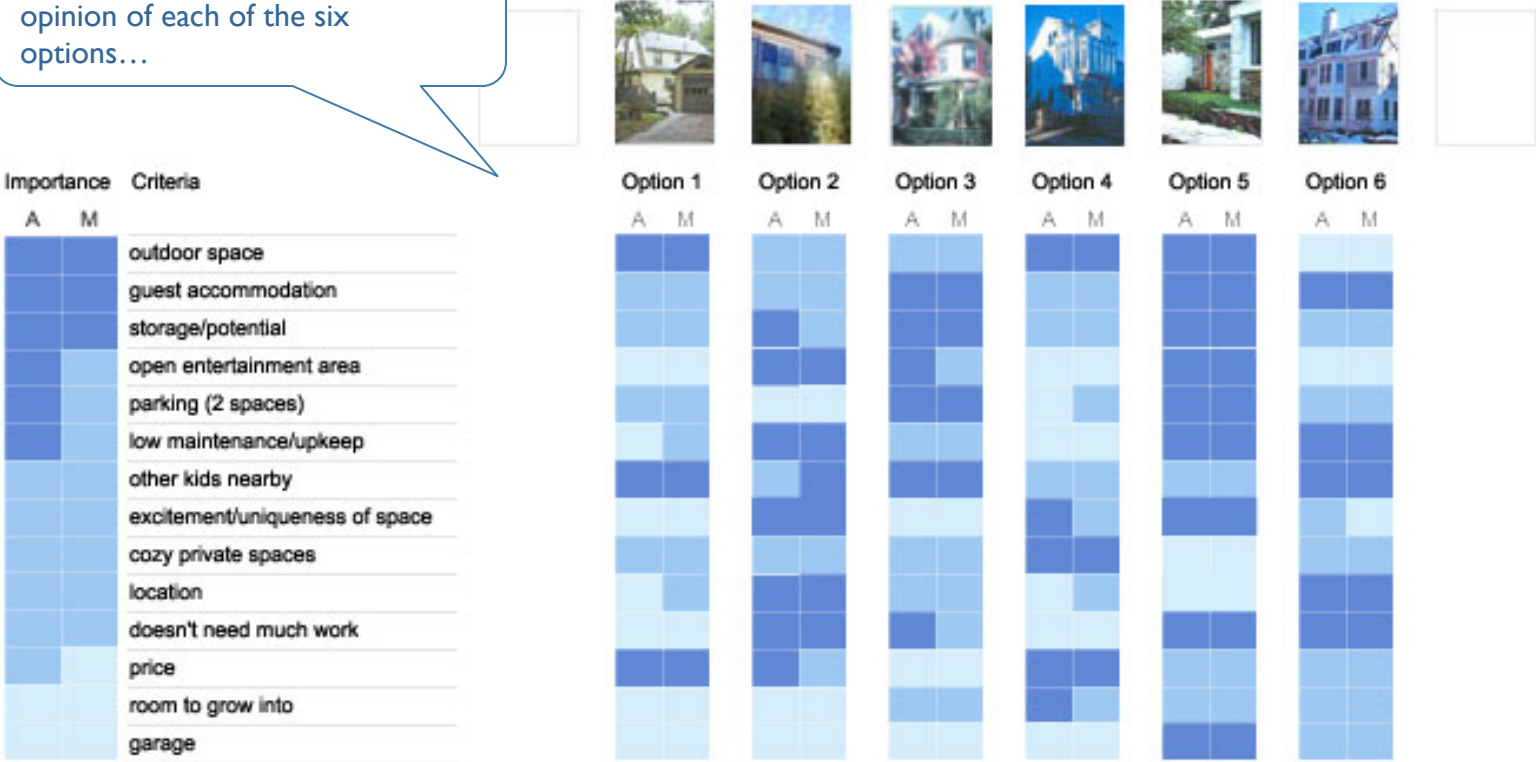 opinion of each of the six
options…
Importance Criteria Option 1 Option 2 Option 3 Option 4 Option 5 Option 6
A M A M A M A M A M A M A M
outdoor space
guest accommodation
storage/potential
open entertainment area
parking (2 spaces)
low maintenance/upkeep
other kids nearby
excitement/uniqueness of space
cozy private spaces
location
doesn't need much work
price
room to grow into
garage